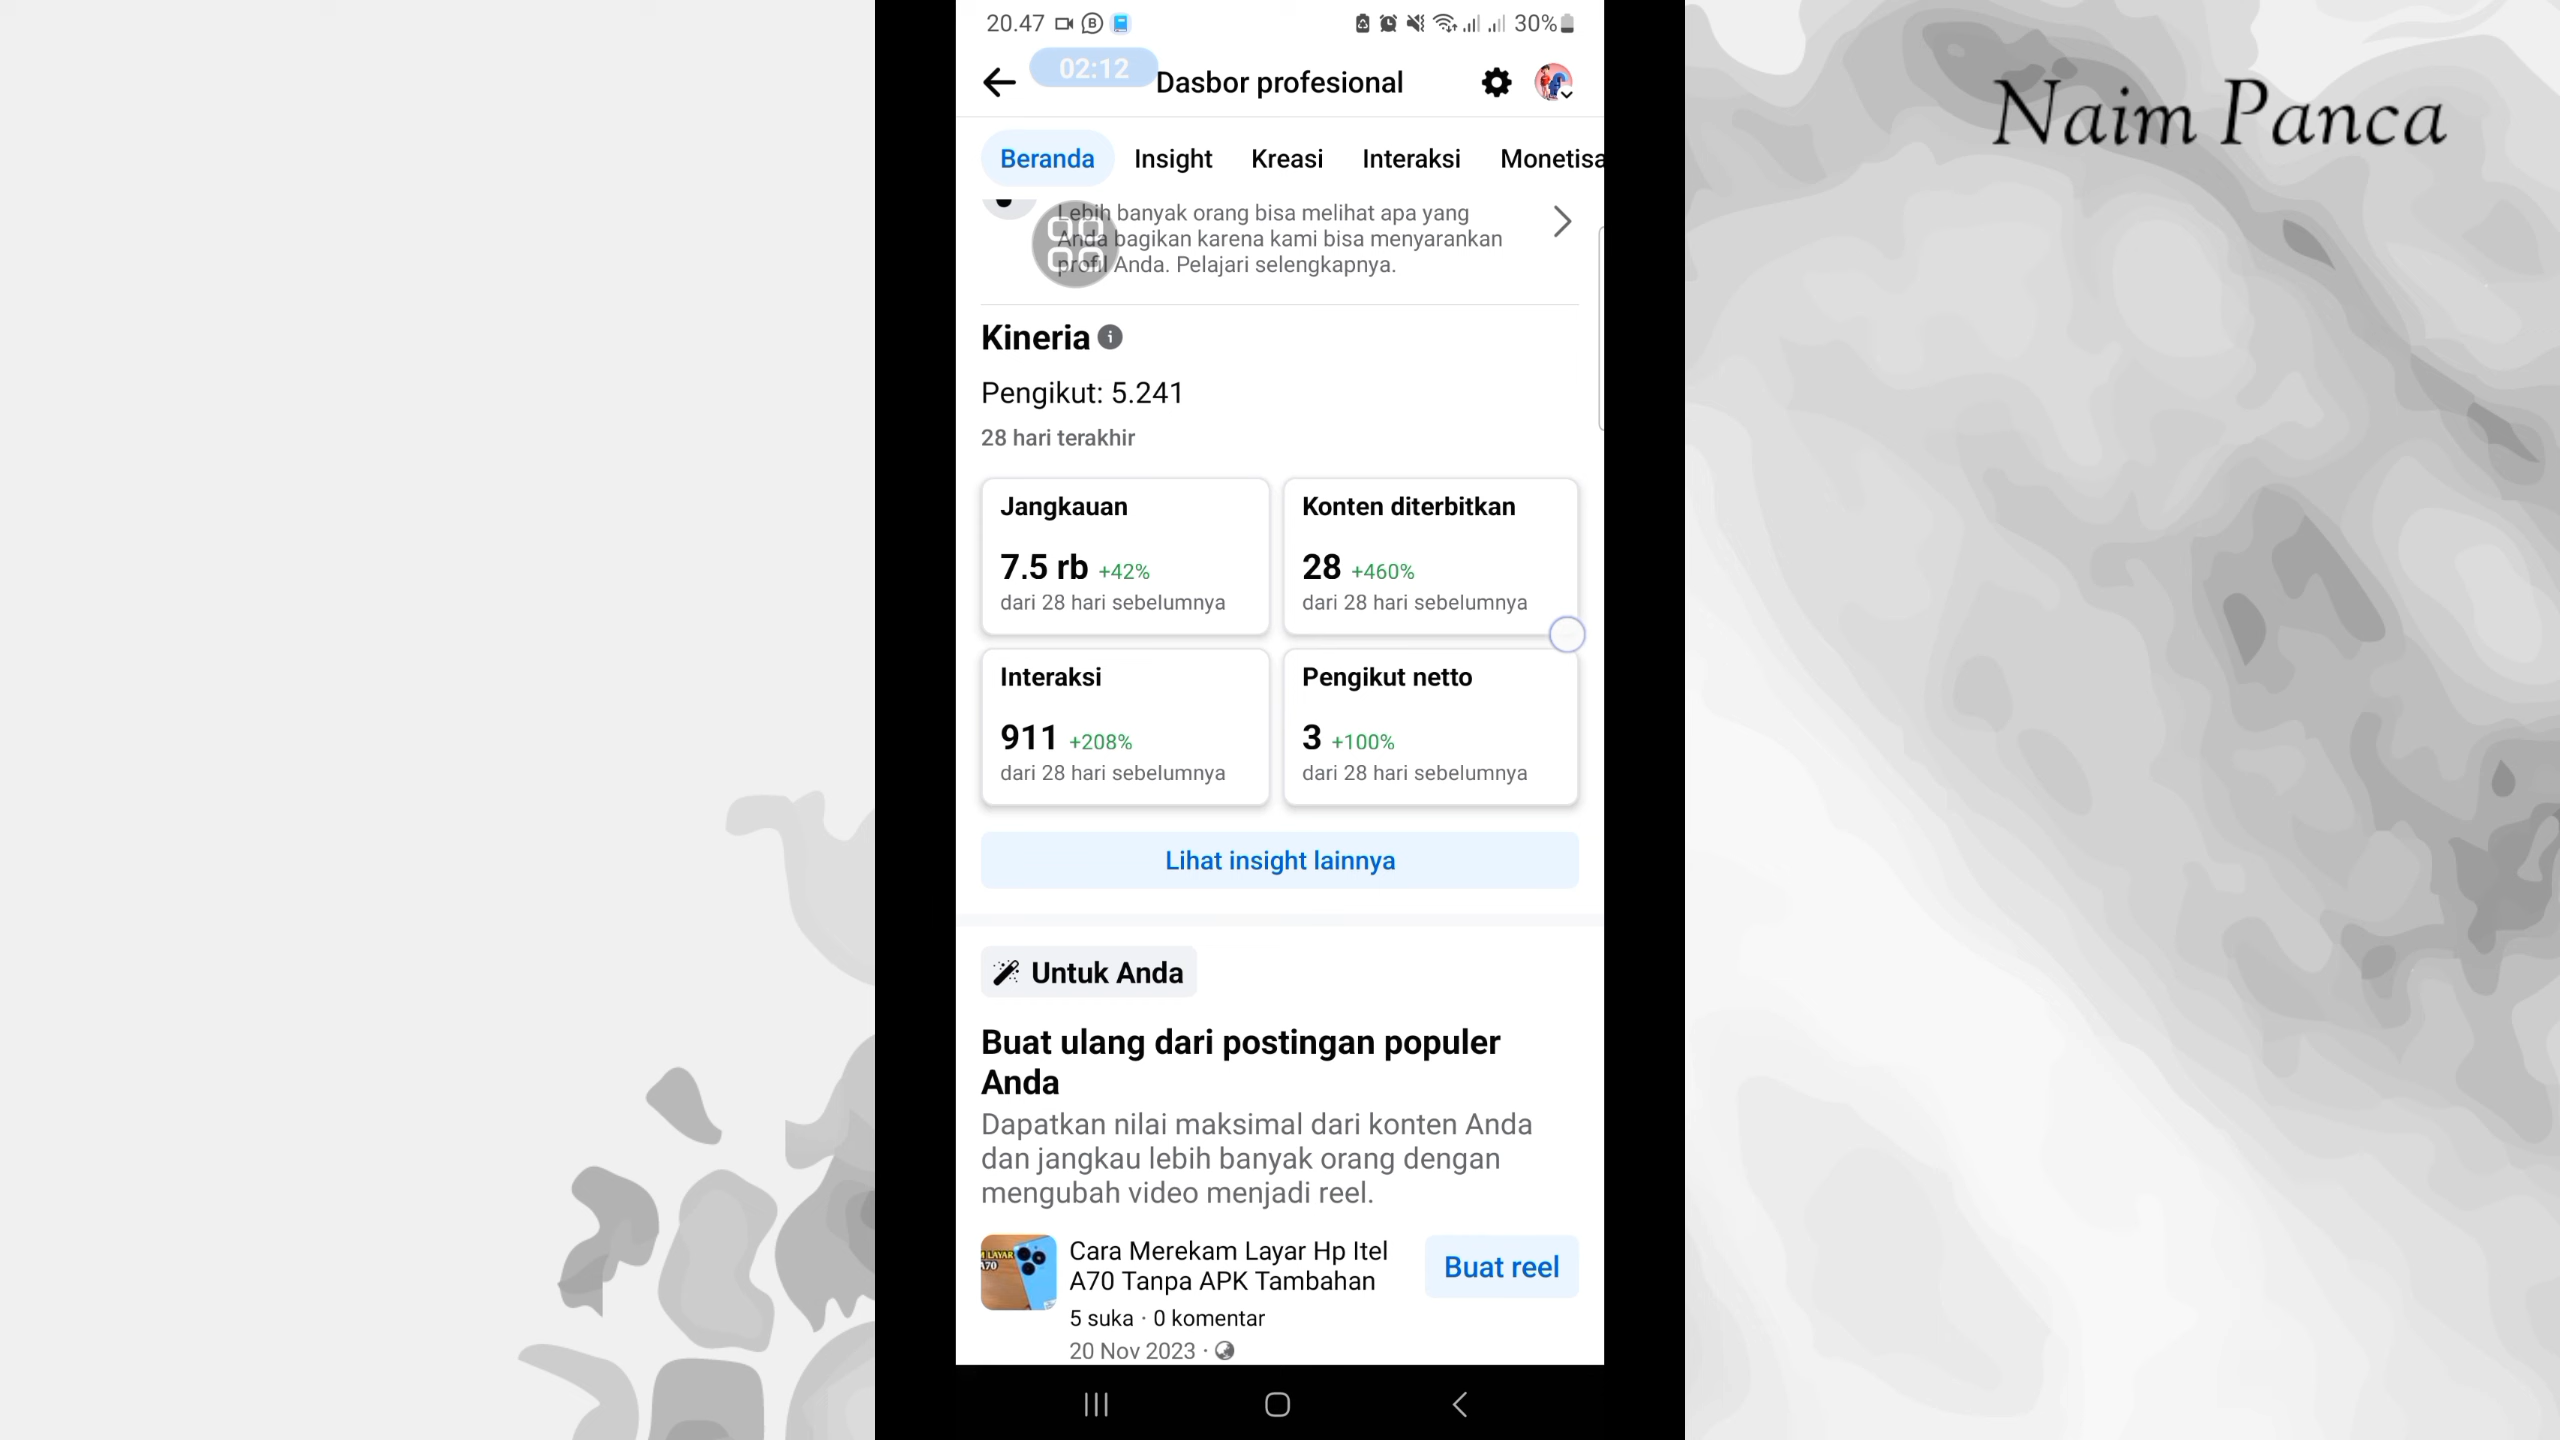 20.47
30%
02:12
Dasbor profesional
Naim Panca
Beranda Insight Kreasi Interaksi Monetisa
Lebih banyak orang bisa melihat apa yang
Anda bagikan karena kami bisa menyarankan
profil Anda. Pelajari selengkapnya.
Kineria
Pengikut: 5.241
28 hari terakhir
Jangkauan
7.5 rb +42%
dari 28 hari sebelumnya
Konten diterbitkan
28 +460%
dari 28 hari sebelumnya
Interaksi
911 +208%
dari 28 hari sebelumnya
Pengikut netto
3 +100%
dari 28 hari sebelumnya
Lihat insight lainnya
Untuk Anda
Buat ulang dari postingan populer
Anda
Dapatkan nilai maksimal dari konten Anda
dan jangkau lebih banyak orang dengan
mengubah video menjadi reel.
LAYAR
A70
Cara Merekam Layar Hp Itel
A70 Tanpa APK Tambahan
5 suka · 0 komentar
20 Nov 2023 ·
Buat reel